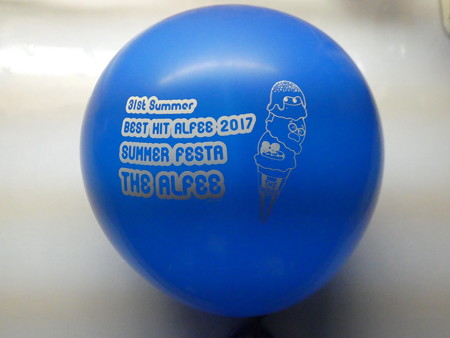 31st Summer
BEST HIT ALFEE 2017
SUMMER FESTA
THE ALFEE